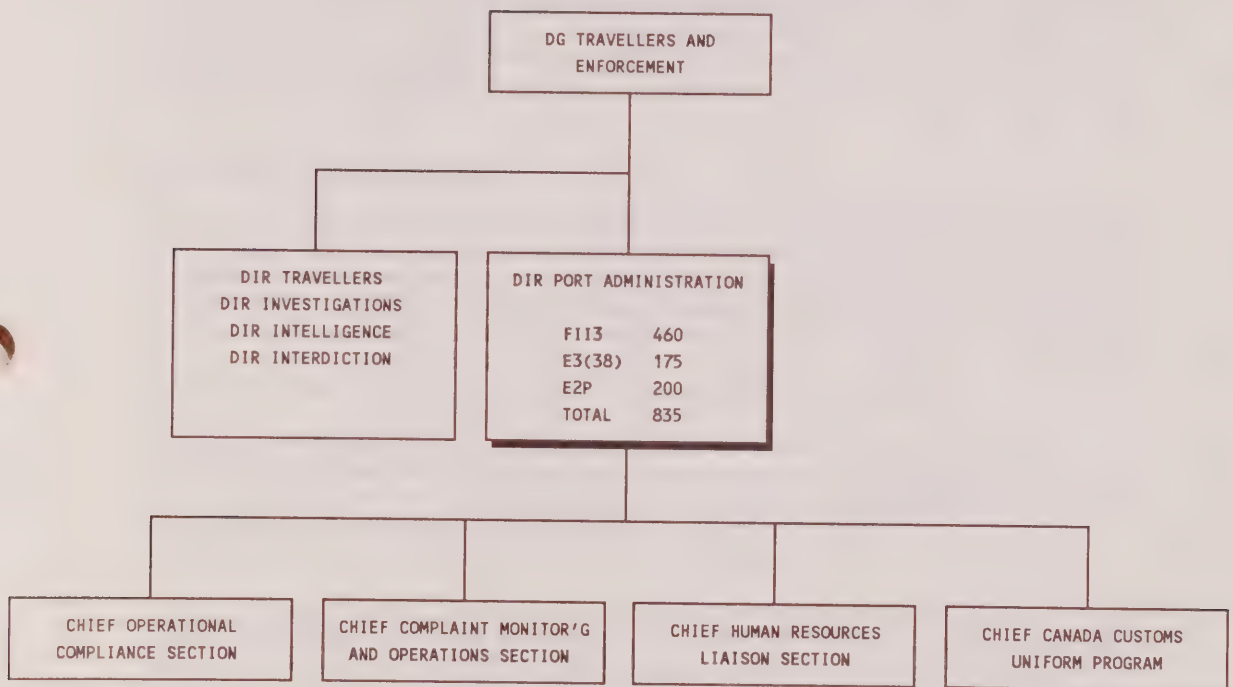 DG TRAVELLERS AND
ENFORCEMENT
DIR TRAVELLERS
DIR INVESTIGATIONS
DIR INTELLIGENCE
DIR INTERDICTION
DIR PORT ADMINISTRATION
FII3 460
E3(38) 175
E2P 200
TOTAL 835
CHIEF OPERATIONAL
COMPLIANCE SECTION
CHIEF COMPLAINT MONITOR'G
AND OPERATIONS SECTION
CHIEF HUMAN RESOURCES
LIAISON SECTION
CHIEF CANADA CUSTOMS
UNIFORM PROGRAM